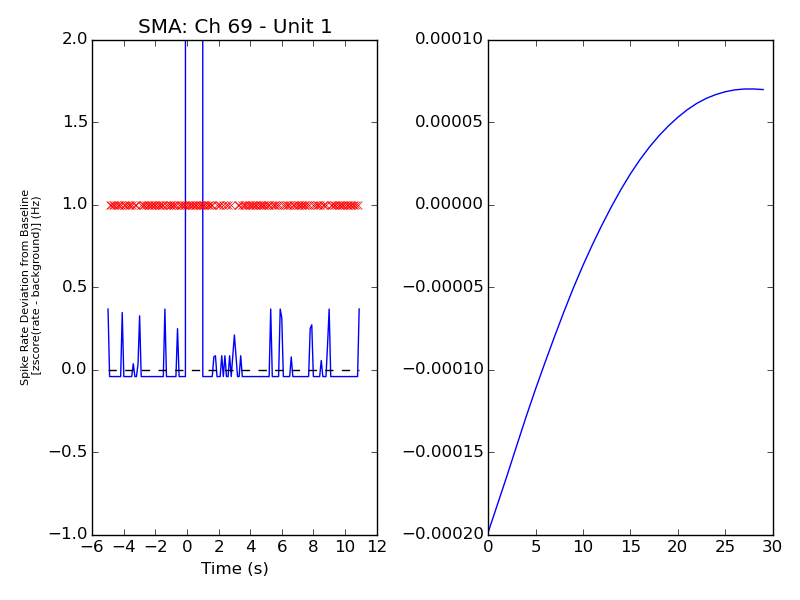 SMA: Ch 69 - Unit 1
2.0
1.5
1.0
0.5
0.0
−0.5
−1.0
−6 −4 −2 0 2 4 6 8 10 12
Time (s)
Spike Rate Deviation from Baseline
[zscore(rate - background)] (Hz)
0.00010
0.00005
0.00000
−0.00005
−0.00010
−0.00015
−0.00020
0 5 10 15 20 25 30